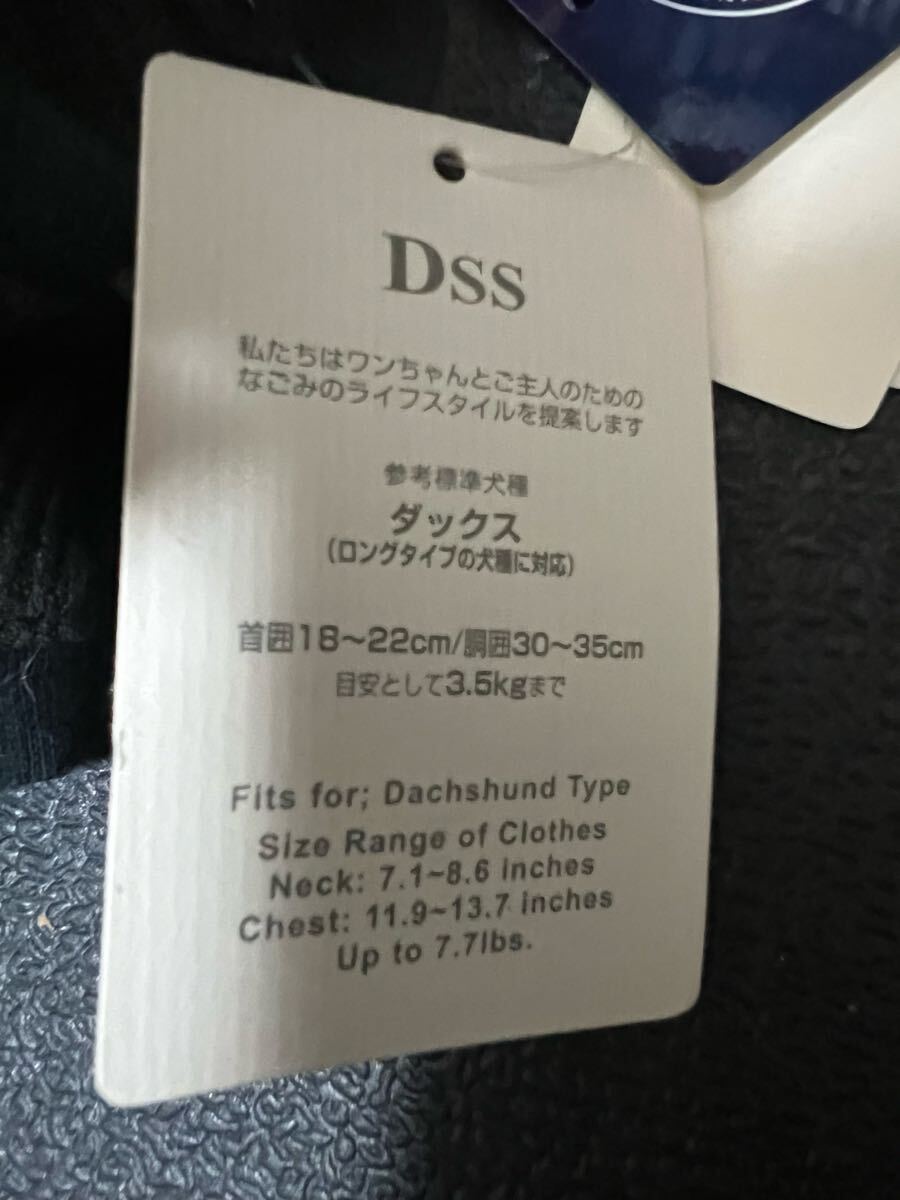 DSS
私たちはワンちゃんとご主人のための
なごみのライフスタイルを提案します
参考標準犬種
ダックス
(ロングタイプの犬種に対応)
首囲18～22cm/胴囲30～35cm
目安として3.5kgまで
Fits for; Dachshund Type
Size Range of Clothes
Neck: 7.1~8.6 inches
Chest: 11.9~13.7 inches
Up to 7.7lbs.